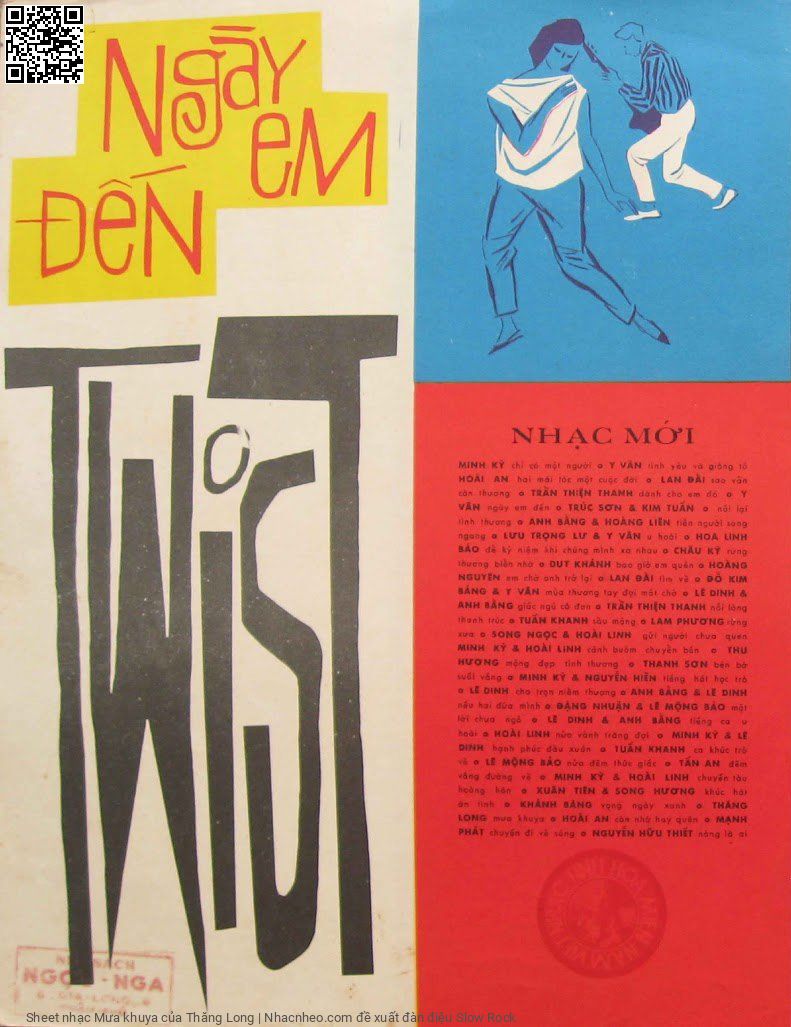 NGÀY
EM
ĐẾN
TWIST
NHẠC MỚI
MINH KỲ chỉ có một người o Y VÂN tình yêu và giông tố
HOÀI AN hai mái tóc một cuộc đời o LAN ĐÀI sao vẫn
còn thương o TRẦN THIỆN THANH dành cho em đó o Y
VÂN ngày em đến o TRÚC SƠN & KIM TUẤN o nối lại
tình thương o ANH BẰNG & HOÀNG LIÊN tiễn người sang
ngang o LƯU TRỌNG LƯ & Y VÂN u hoài o HOA LINH
BẢO để kỷ niệm khi chúng mình xa nhau o CHÂU KỲ rưng
thương biển nhớ o DUY KHÁNH bao giờ em quên o HOÀNG
NGUYÊN em chờ anh trở lại o LAN ĐÀI tìm về o ĐỖ KIM
BẢNG & Y VÂN mùa thương tay đợi mắt chờ o LÊ DINH &
ANH BẰNG giấc ngủ cô đơn o TRẦN THIỆN THANH nỗi lòng
thanh trúc o TUẤN KHANH sầu mộng o LAM PHƯƠNG rừng
xưa o SONG NGỌC & HOÀI LINH gửi người chưa quen
MINH KỲ & HOÀI LINH cánh buồm chuyển bến o THU
HƯƠNG mộng đẹp tình thương o THANH SƠN bên bờ
suối vắng o MINH KỲ & NGUYỄN HIỀN tiếng hát học trò
o LÊ DINH cho trọn niềm thương o ANH BẰNG & LÊ DINH
nếu hai đứa mình o ĐẶNG NHUẬN & LÊ MỘNG BẢO một
lời chưa ngỏ o LÊ DINH & ANH BẰNG tiếng ca u
hoài o HOÀI LINH nửa vành trăng đợi o MINH KỲ & LÊ
DINH hạnh phúc đầu xuân o TUẤN KHANH ca khúc trở
về o LÊ MỘNG BẢO nửa đêm thức giấc o TẤN AN đêm
vắng đường về o MINH KỲ & HOÀI LINH chuyến tàu
hoàng hôn o XUÂN TIÊN & SONG HƯƠNG khúc hát
ân tình o KHÁNH BĂNG vọng ngày xanh o THĂNG
LONG mưa khuya o HOÀI AN còn nhớ hay quên o MẠNH
PHÁT chuyến đi về sáng o NGUYỄN HỮU THIẾT nàng là ai
TINH HOA MIỀN NAM
SÁCH
NGỌC - NGA
Sheet nhạc Mưa khuya của Thăng Long | Nhacnheo.com đề xuất đàn điệu Slow Rock